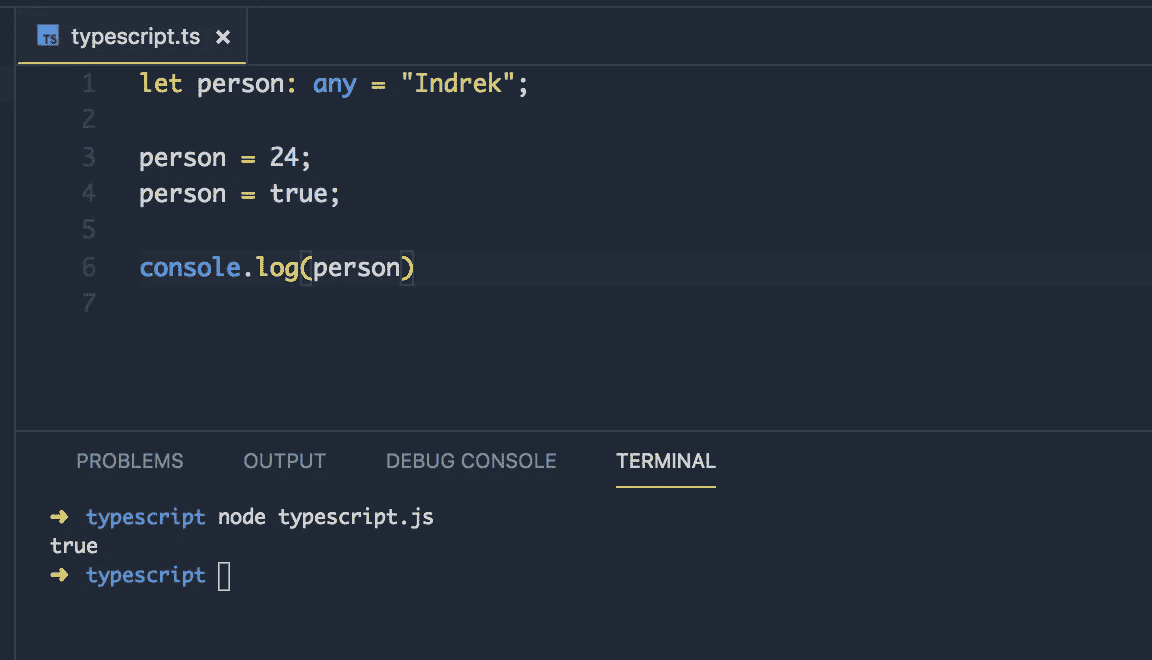 TS typescript.ts ×
1 let person: any = "Indrek";
2
3 person = 24;
4 person = true;
5
6 console.log(person)
7
PROBLEMS OUTPUT DEBUG CONSOLE TERMINAL
➜ typescript node typescript.js
true
➜ typescript